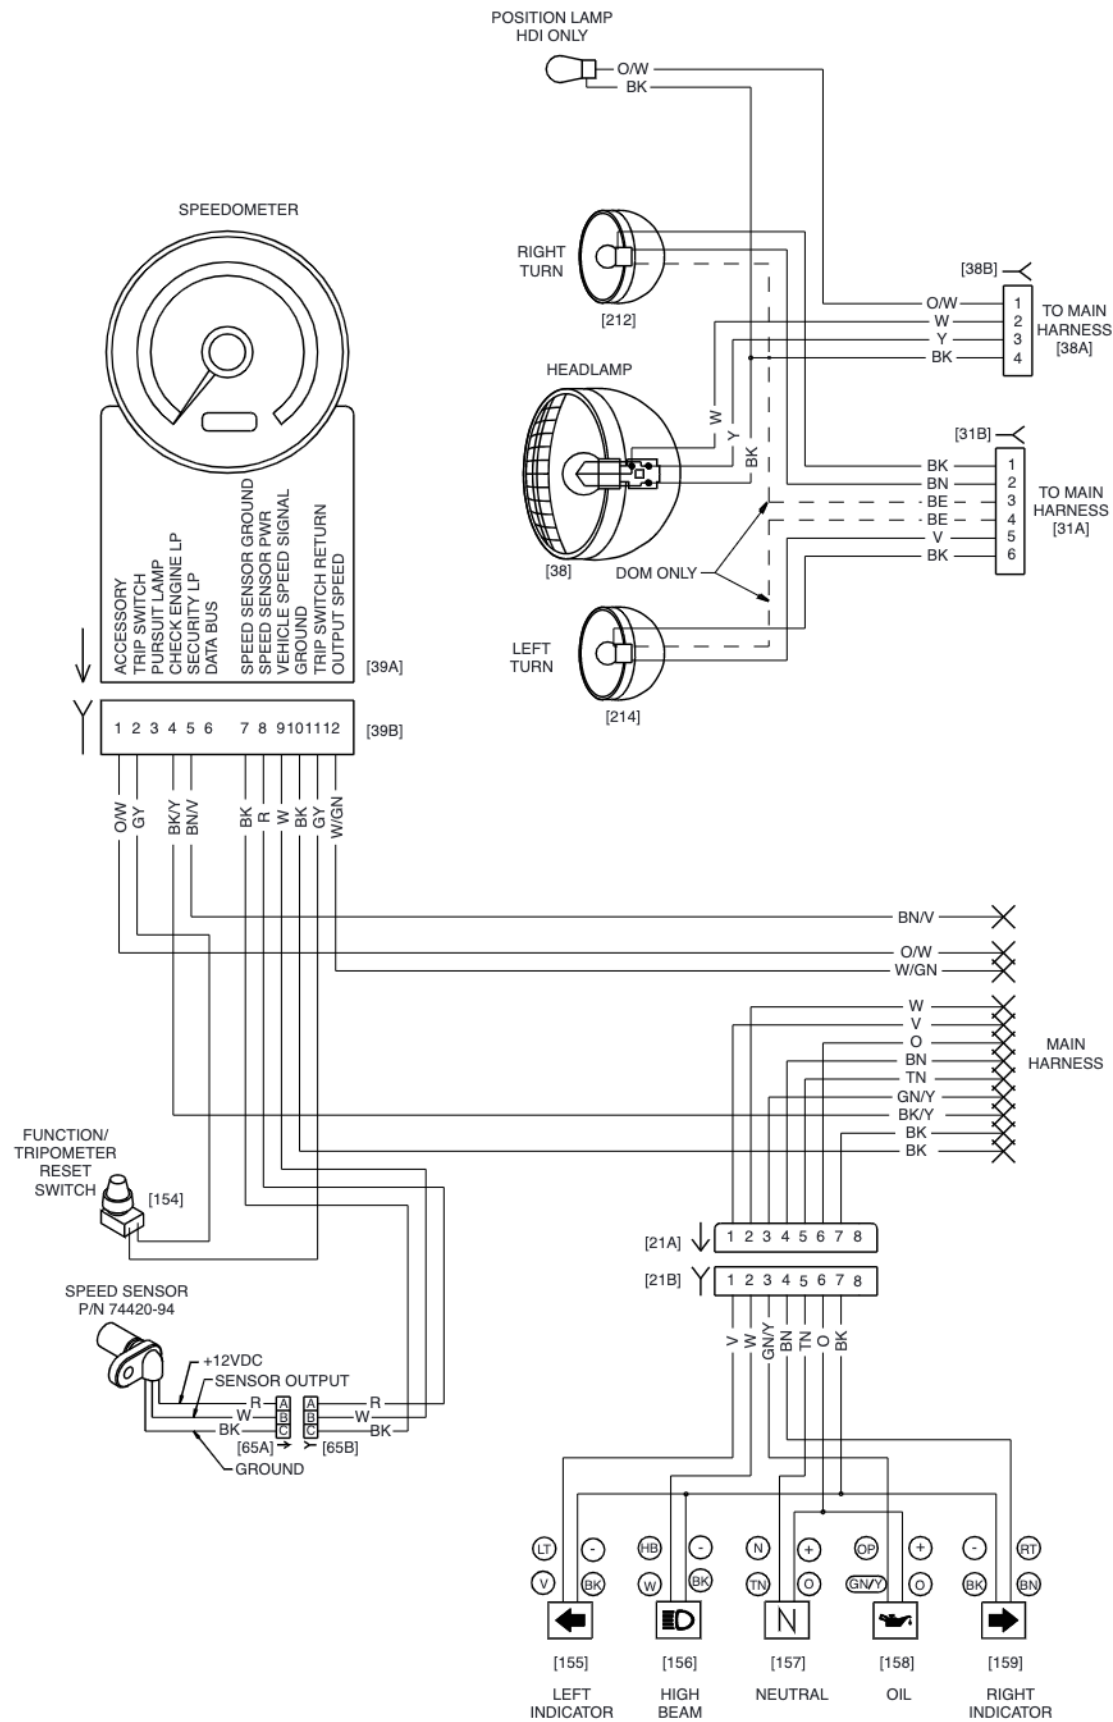 POSITION LAMP
HDI ONLY
O/W
BK
SPEEDOMETER
RIGHT
TURN
[212]
[38B]
O/W 1
W 2
Y 3
BK 4
TO MAIN
HARNESS
[38A]
HEADLAMP
W
Y
BK
[38]
[31B]
BK 1
BN 2
BE 3
BE 4
V 5
BK 6
TO MAIN
HARNESS
[31A]
DOM ONLY
LEFT
TURN
[214]
ACCESSORY
TRIP SWITCH
PURSUIT LAMP
CHECK ENGINE LP
SECURITY LP
DATA BUS
SPEED SENSOR GROUND
SPEED SENSOR PWR
VEHICLE SPEED SIGNAL
GROUND
TRIP SWITCH RETURN
OUTPUT SPEED
[39A]
1 2 3 4 5 6 7 8 9 10 11 12
[39B]
O/W
GY
BK/Y
BN/V
BK
R
W
BK
GY
W/GN
BN/V
O/W
W/GN
W
V
O
BN
TN
GN/Y
BK/Y
BK
BK
MAIN
HARNESS
FUNCTION/
TRIPOMETER
RESET
SWITCH
[154]
[21A]
1 2 3 4 5 6 7 8
[21B]
1 2 3 4 5 6 7 8
V
W
GN/Y
BN
TN
O
BK
SPEED SENSOR
P/N 74420-94
+12VDC
SENSOR OUTPUT
R A A R
W B B W
BK C C BK
[65A] [65B]
GROUND
LT - HB - N + OP + - RT
V BK W BK TN O GN/Y O BK BN
N
[155] [156] [157] [158] [159]
LEFT
INDICATOR
HIGH
BEAM
NEUTRAL
OIL
RIGHT
INDICATOR